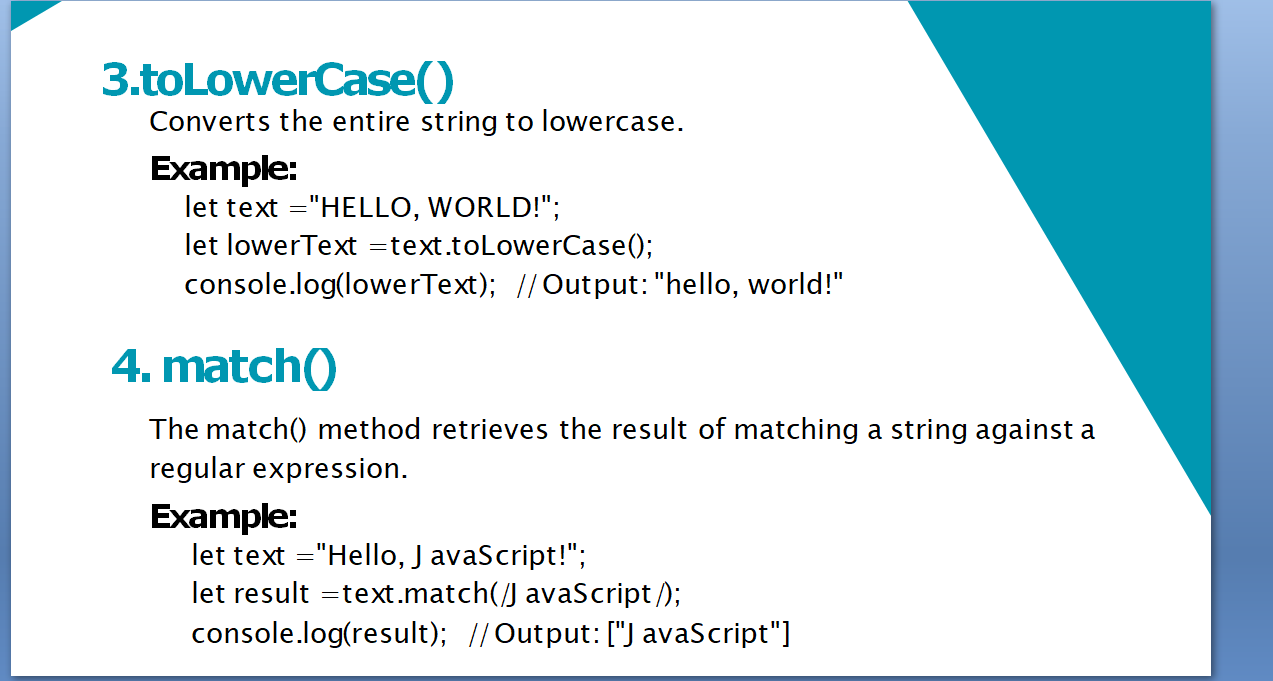 3.toLowerCase()
Converts the entire string to lowercase.
Example:
let text ="HELLO, WORLD!";
let lowerText =text.toLowerCase();
console.log(lowerText); //Output: "hello, world!"
4. match()
The match() method retrieves the result of matching a string against a
regular expression.
Example:
let text ="Hello, J avaScript!";
let result =text.match(/J avaScript/);
console.log(result); //Output: ["J avaScript"]